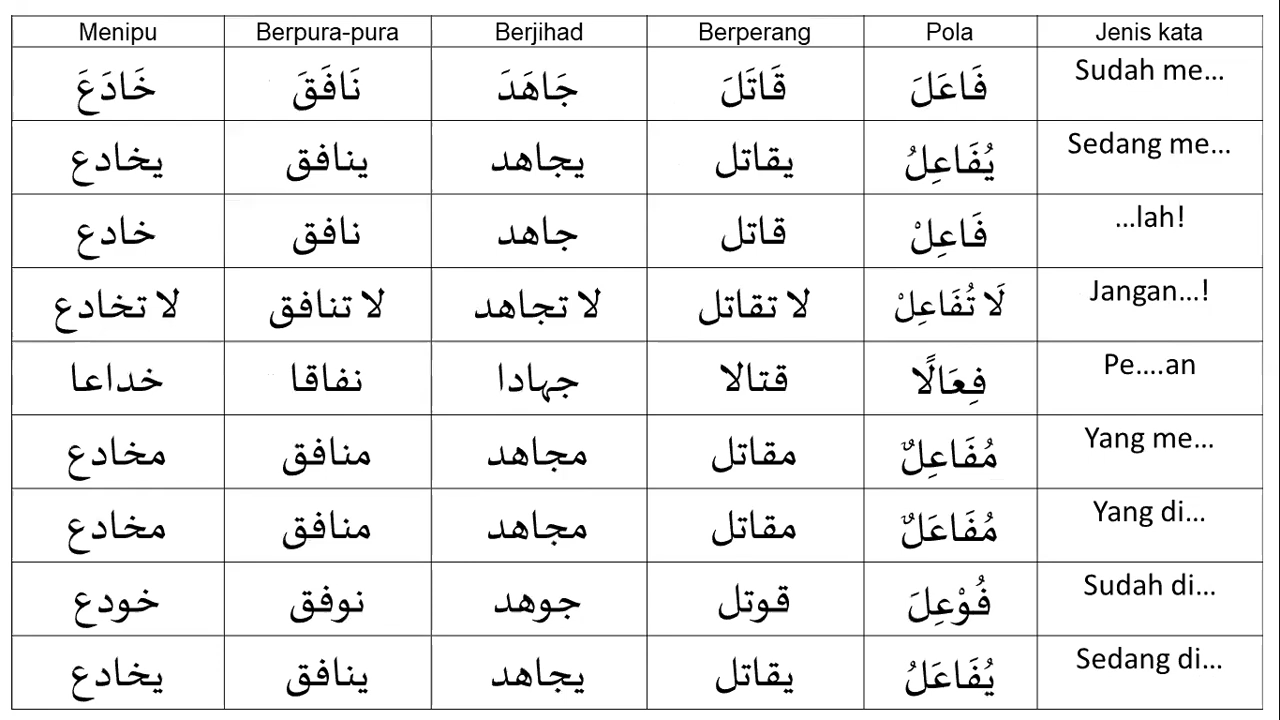 Menipu Berpura-pura Berjihad Berperang Pola Jenis kata
خَادَعَ نَافَقَ جَاهَدَ قَاتَلَ فَاعَلَ Sudah me...
يخادع ينافق يجاهد يقاتل يُفَاعِلُ Sedang me...
خادع نافق جاهد قاتل فَاعِلْ ...lah!
لا تخادع لا تنافق لا تجاهد لا تقاتل لَا تُفَاعِلْ Jangan...!
خداعا نفاقا جهادا قتالا فِعَالًا Pe....an
مخادع منافق مجاهد مقاتل مُفَاعِلٌ Yang me...
مخادع منافق مجاهد مقاتل مُفَاعَلٌ Yang di...
خودع نوفق جوهد قوتل فُوْعِلَ Sudah di...
يخادع ينافق يجاهد يقاتل يُفَاعَلُ Sedang di...